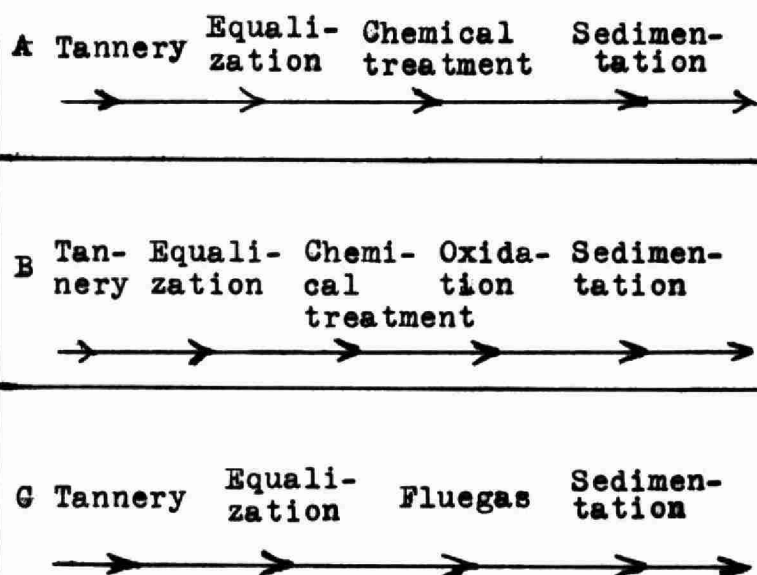 A Tannery Equali- Chemical Sedimen-
zation treatment tation
B Tan- Equali- Chemi- Oxida- Sedimen-
nery zation cal tion tation
treatment
G Tannery Equali- Fluegas Sedimen-
zation tation